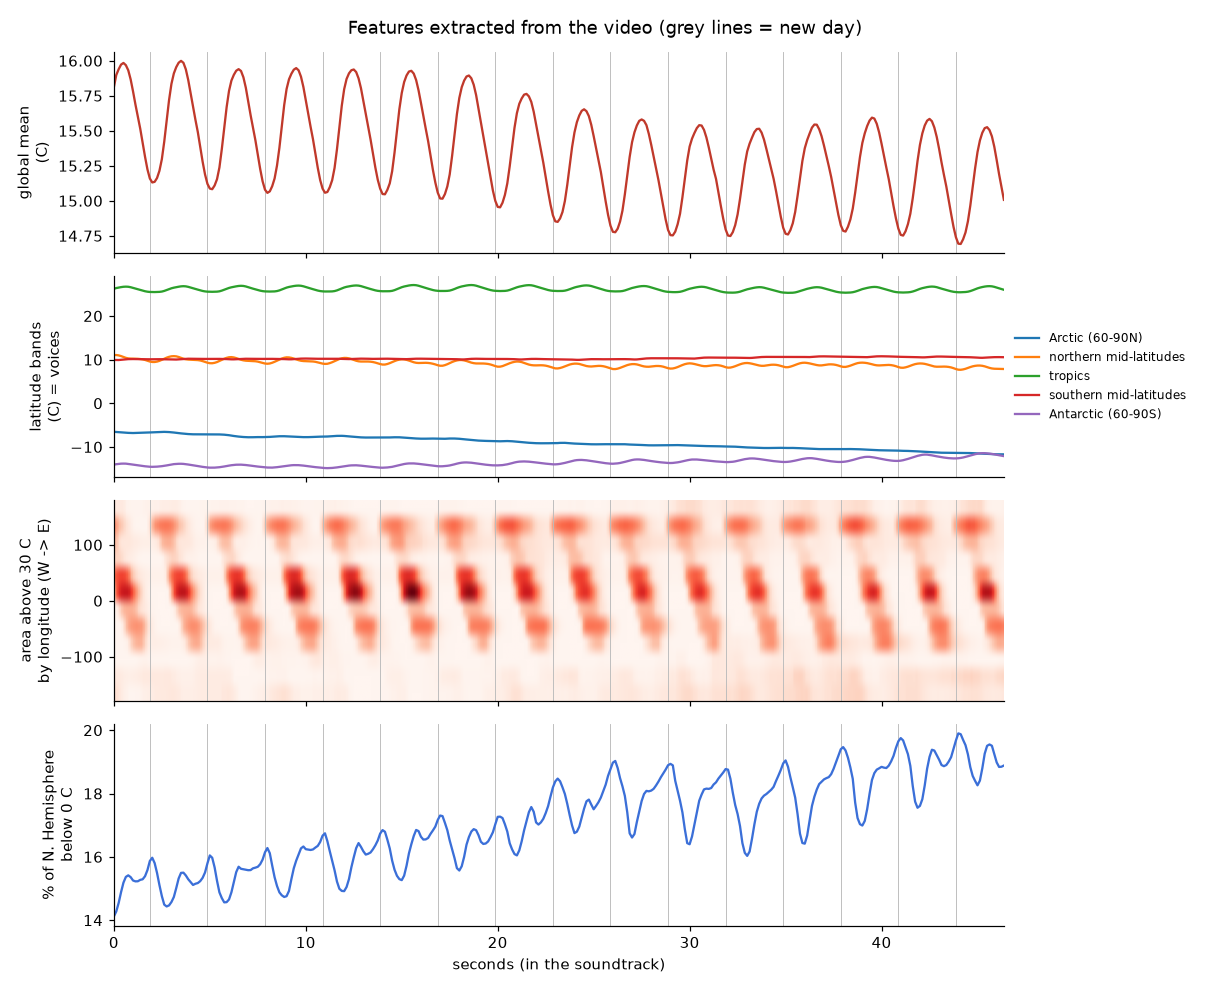 Features extracted from the video (grey lines = new day)
global mean
(C)
16.00
15.75
15.50
15.25
15.00
14.75
latitude bands
(C) = voices
20
10
0
−10
Arctic (60-90N)
northern mid-latitudes
tropics
southern mid-latitudes
Antarctic (60-90S)
area above 30 C
by longitude (W -> E)
100
0
−100
% of N. Hemisphere
below 0 C
20
18
16
14
0
10
20
30
40
seconds (in the soundtrack)